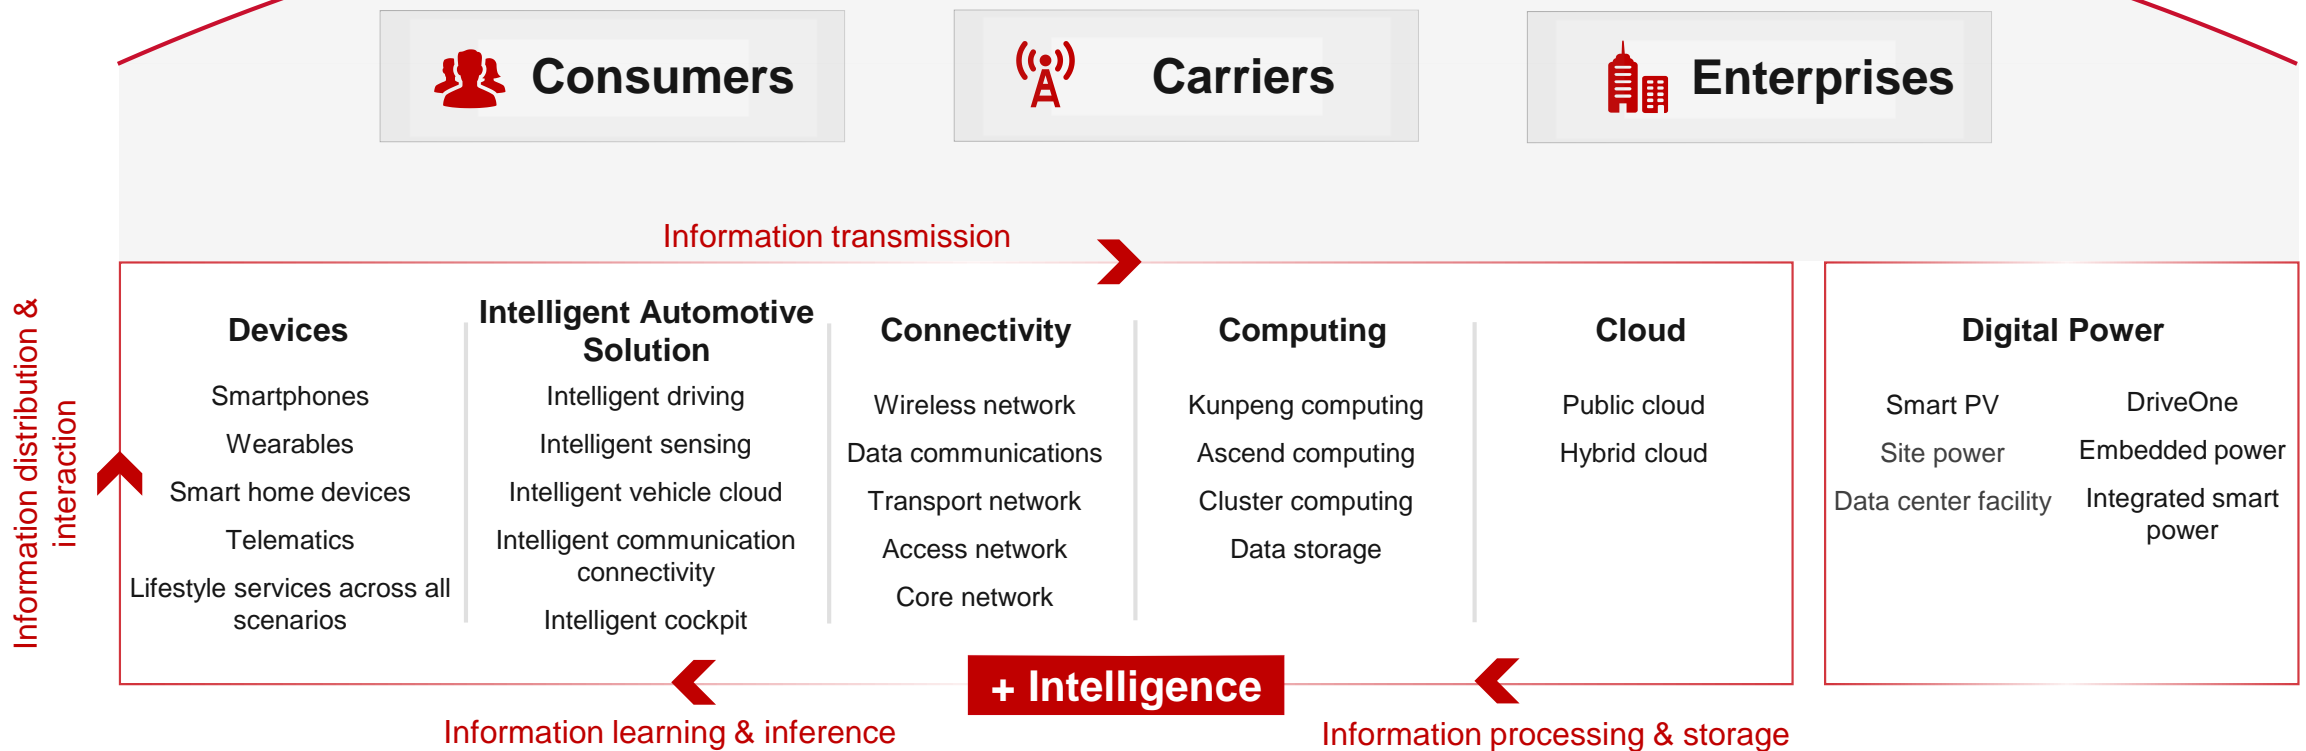 Consumers
Carriers
Enterprises
Information transmission
Information distribution &
interaction
Devices
Smartphones
Wearables
Smart home devices
Telematics
Lifestyle services across all
scenarios
Intelligent Automotive
Solution
Intelligent driving
Intelligent sensing
Intelligent vehicle cloud
Intelligent communication
connectivity
Intelligent cockpit
Connectivity
Wireless network
Data communications
Transport network
Access network
Core network
Computing
Kunpeng computing
Ascend computing
Cluster computing
Data storage
Cloud
Public cloud
Hybrid cloud
Digital Power
Smart PV
Site power
Data center facility
DriveOne
Embedded power
Integrated smart
power
+ Intelligence
Information learning & inference
Information processing & storage